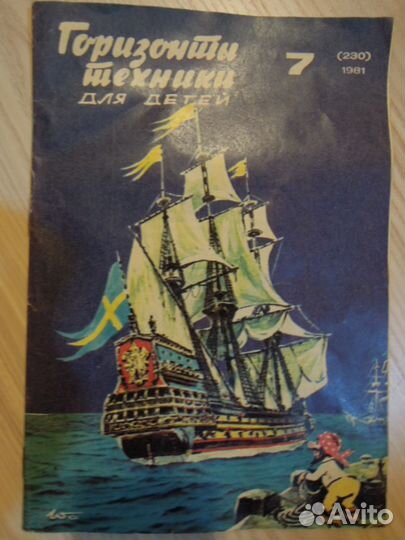 Горизонты
техники
для детей
7
(230)
1981
Avito